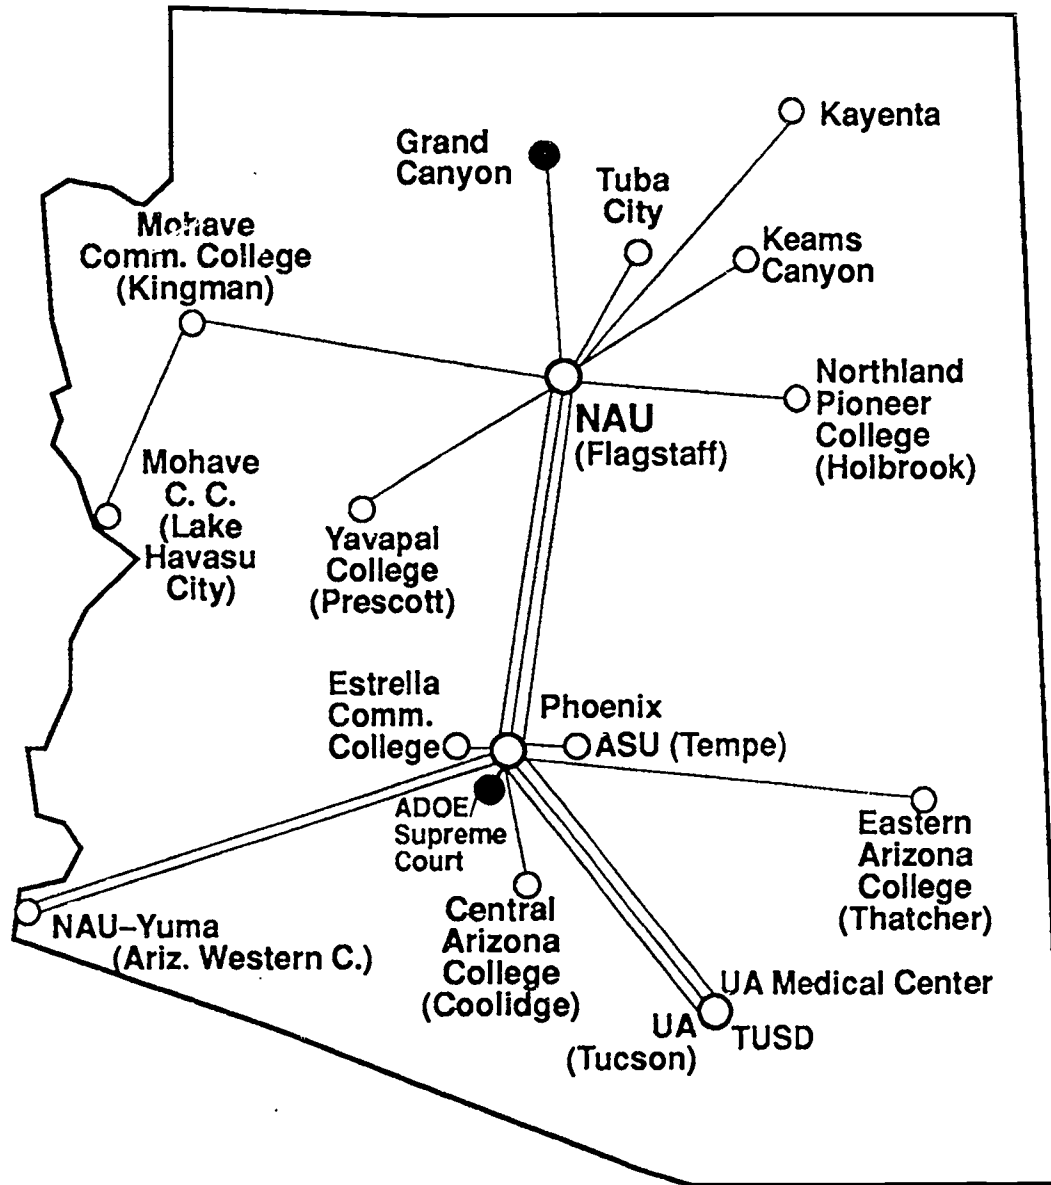 Kayenta
Grand
Canyon
Tuba
City
Keams
Canyon
Mohave
Comm. College
(Kingman)
Northland
Pioneer
College
(Holbrook)
NAU
(Flagstaff)
Mohave
C. C.
(Lake
Havasu
City)
Yavapal
College
(Prescott)
Estrella
Comm.
College
Phoenix
ASU (Tempe)
ADOE/
Supreme
Court
Eastern
Arizona
College
(Thatcher)
Central
Arizona
College
(Coolidge)
NAU–Yuma
(Ariz. Western C.)
UA Medical Center
UA
(Tucson)
TUSD